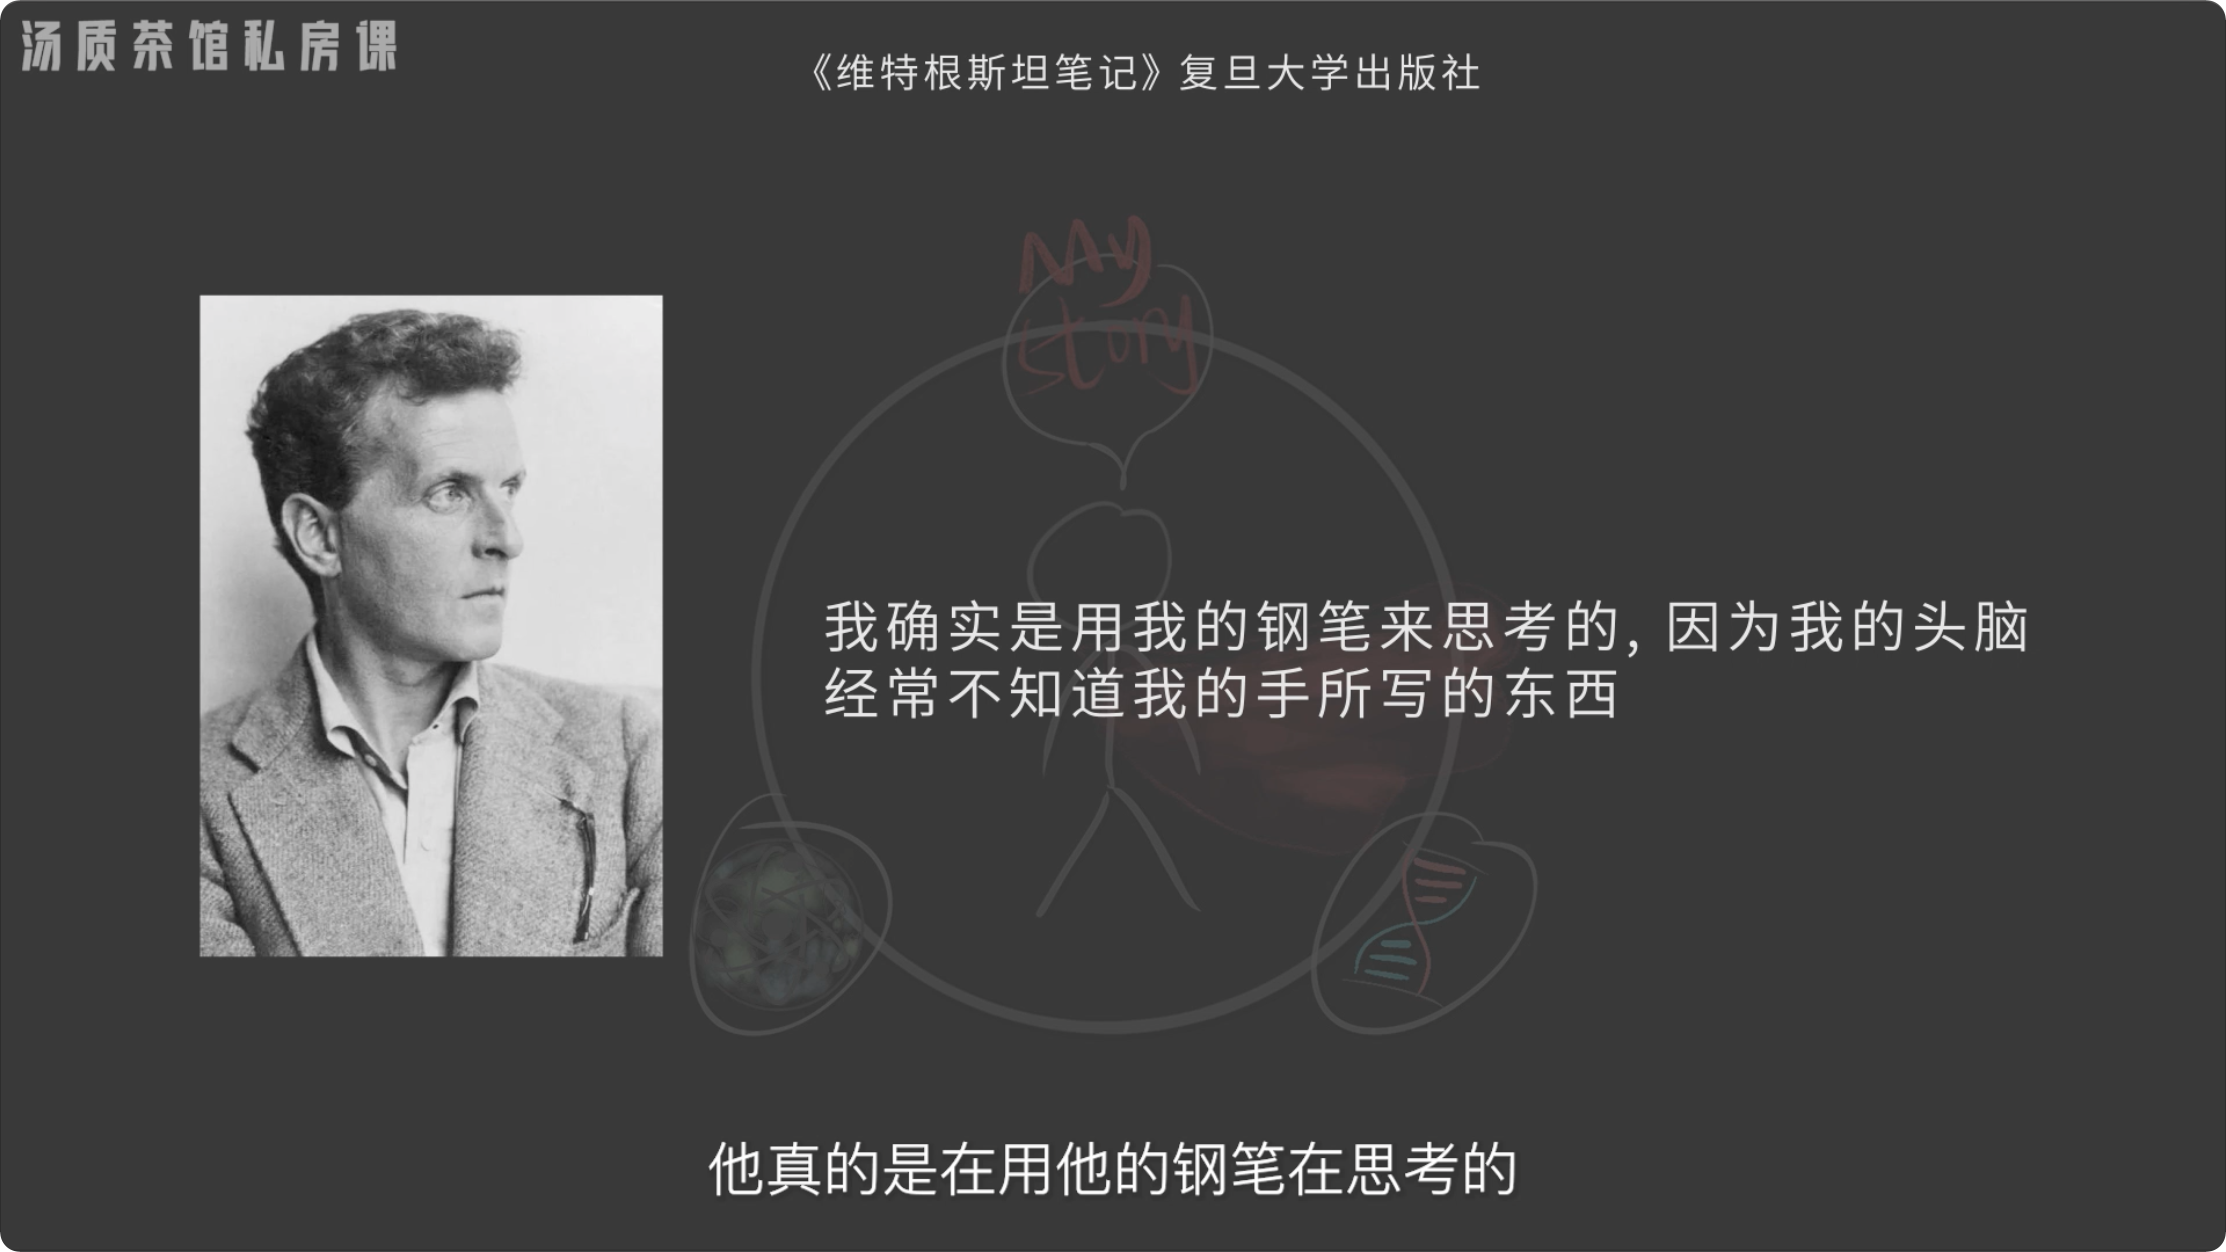 汤质茶馆私房课
《维特根斯坦笔记》复旦大学出版社
My
story
我确实是用我的钢笔来思考的, 因为我的头脑
经常不知道我的手所写的东西
他真的是在用他的钢笔在思考的